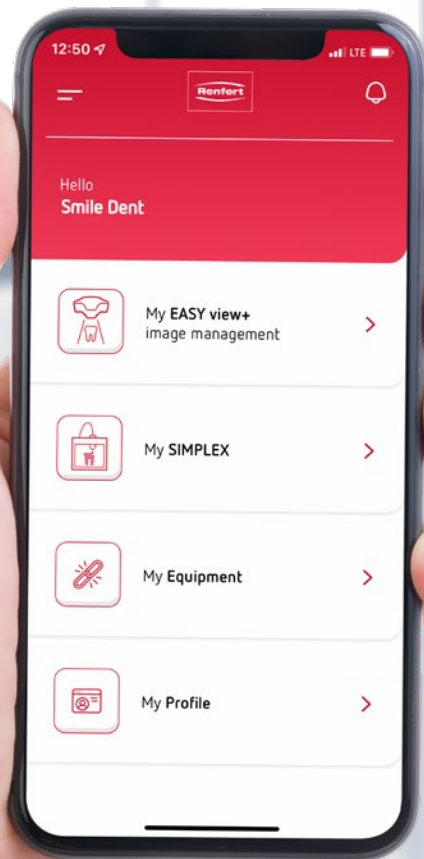 12:50
LTE
Renfert
Hello
Smile Dent
My EASY view+
image management
My SIMPLEX
My Equipment
My Profile